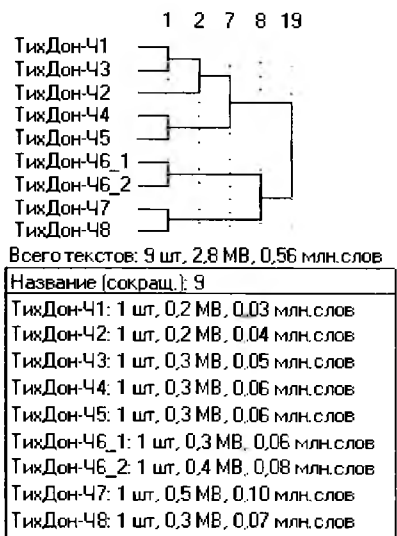 1 2 7 8 19
ТихДон-Ч1
ТихДон-Ч3
ТихДон-Ч2
ТихДон-Ч4
ТихДон-Ч5
ТихДон-Ч6_1
ТихДон-Ч6_2
ТихДон-Ч7
ТихДон-Ч8
Всего текстов: 9 шт, 2,8 MB, 0,56 млн.слов
Название (сокращ.): 9
ТихДон-Ч1: 1 шт, 0,2 MB, 0,03 млн.слов
ТихДон-Ч2: 1 шт, 0,2 MB, 0,04 млн.слов
ТихДон-Ч3: 1 шт, 0,3 MB, 0,05 млн.слов
ТихДон-Ч4: 1 шт, 0,3 MB, 0,06 млн.слов
ТихДон-Ч5: 1 шт, 0,3 MB, 0,06 млн.слов
ТихДон-Ч6_1: 1 шт, 0,3 MB, 0,06 млн.слов
ТихДон-Ч6_2: 1 шт, 0,4 MB, 0,08 млн.слов
ТихДон-Ч7: 1 шт, 0,5 MB, 0,10 млн.слов
ТихДон-Ч8: 1 шт, 0,3 MB, 0,07 млн.слов